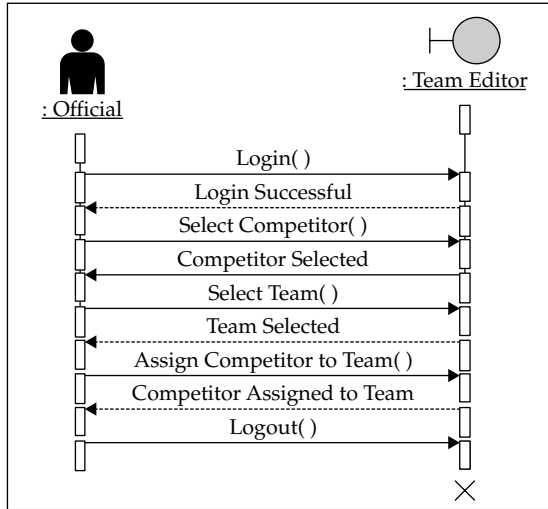 : Official
: Team Editor
Login( )
Login Successful
Select Competitor( )
Competitor Selected
Select Team( )
Team Selected
Assign Competitor to Team( )
Competitor Assigned to Team
Logout( )